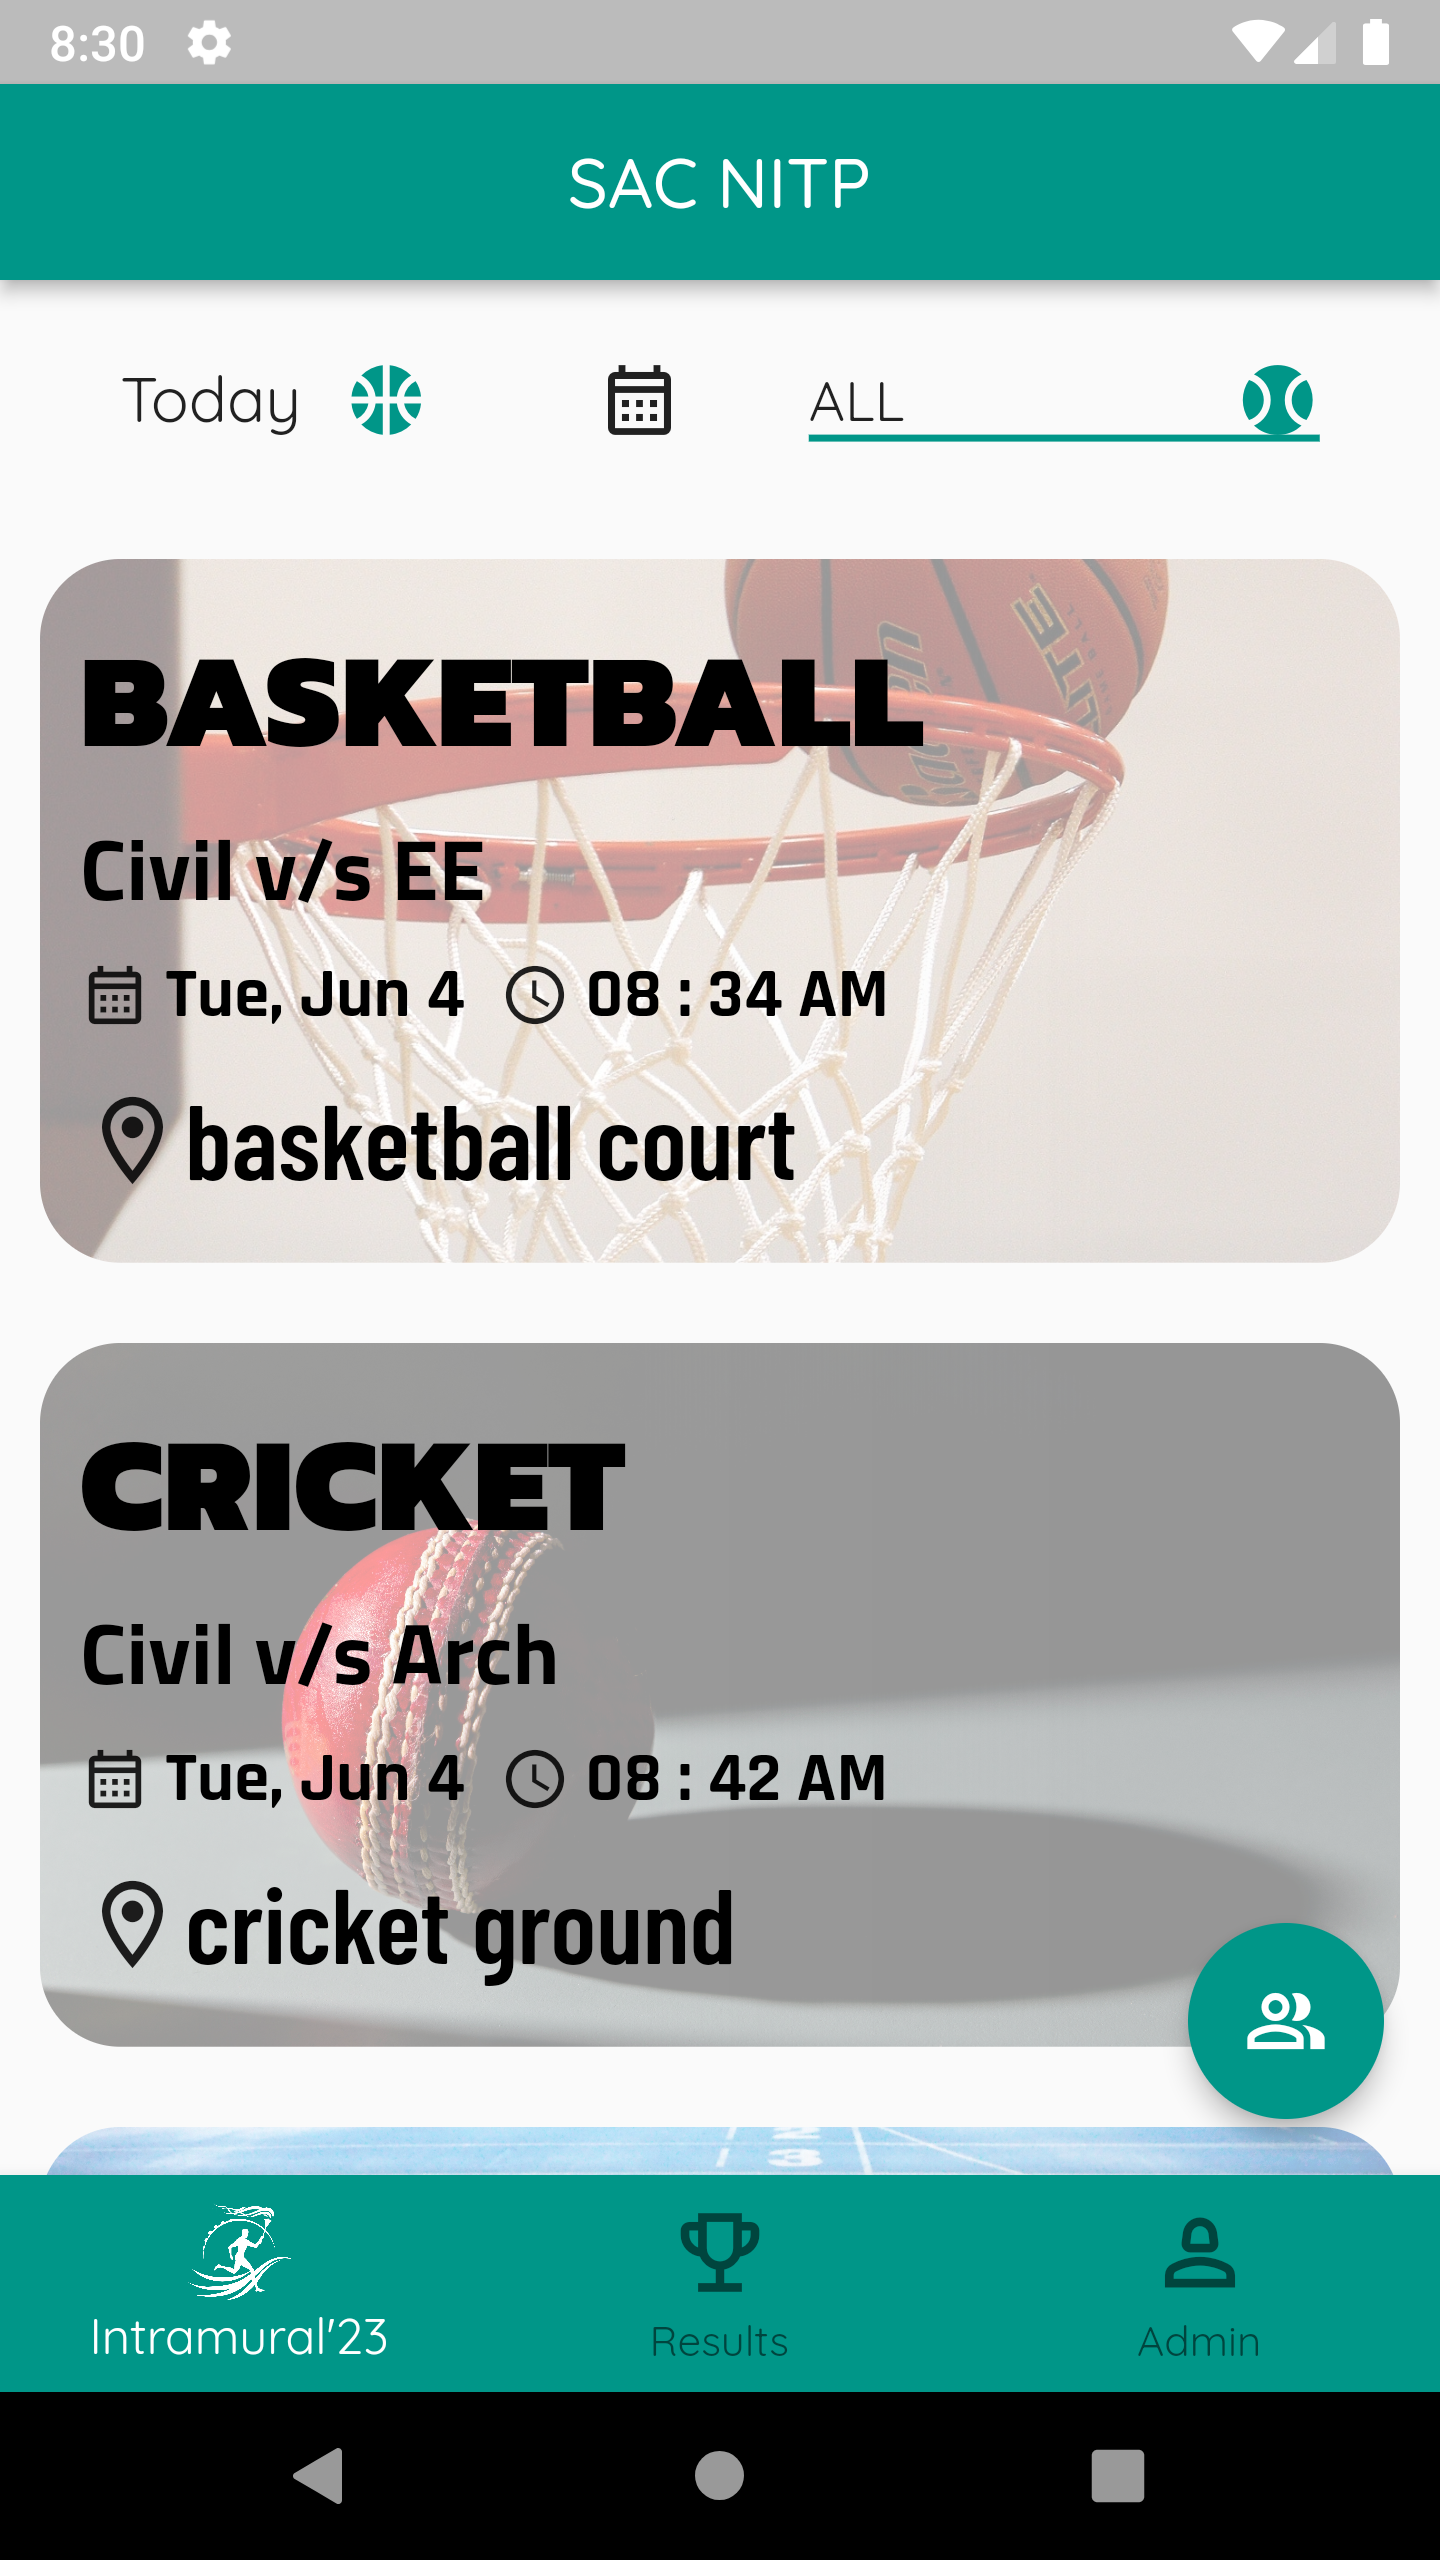 8:30
SAC NITP
Today
ALL
BASKETBALL
Civil v/s EE
Tue, Jun 4 08 : 34 AM
basketball court
CRICKET
Civil v/s Arch
Tue, Jun 4 08 : 42 AM
cricket ground
3
Intramural'23
Results
Admin